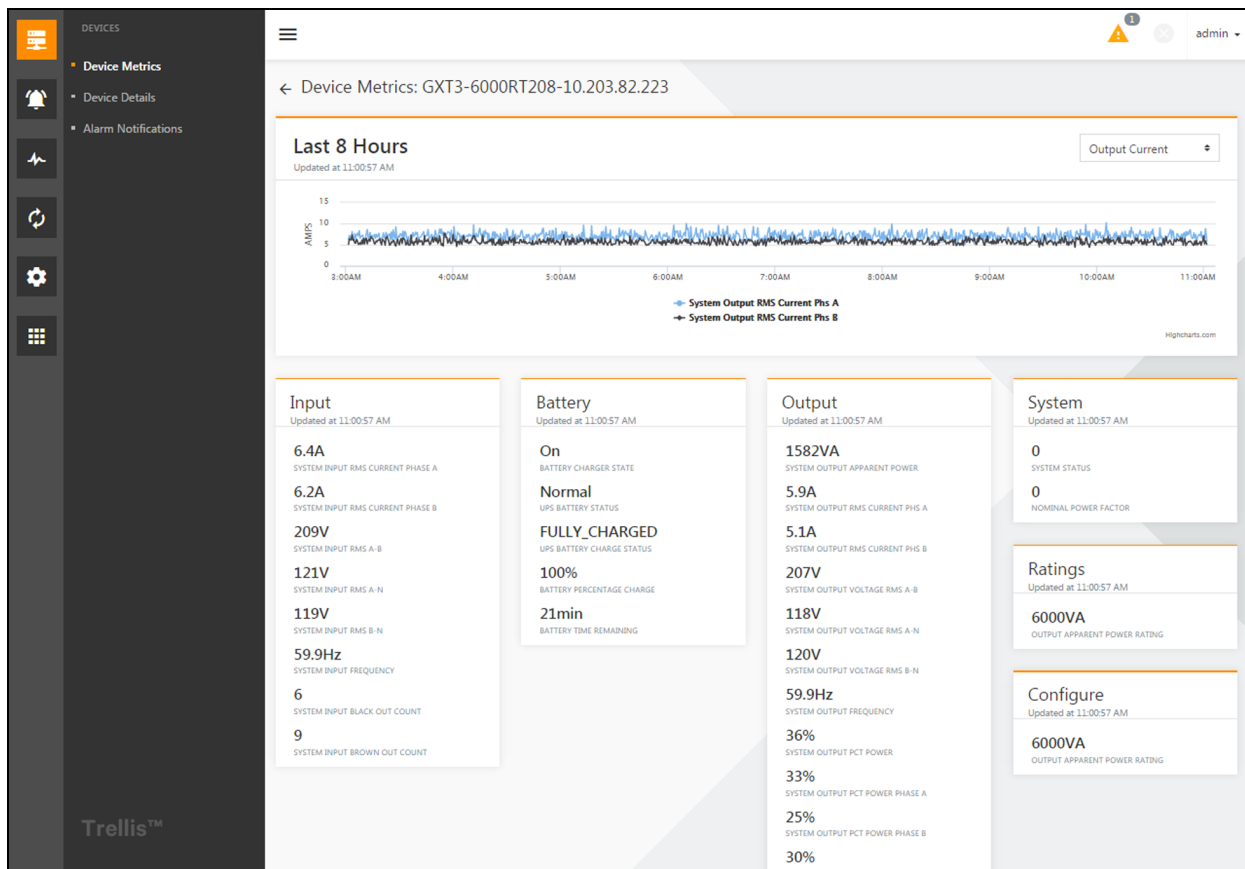 DEVICES
Device Metrics
Device Details
Alarm Notifications
Trellis™
1
admin
Device Metrics: GXT3-6000RT208-10.203.82.223
Last 8 Hours
Updated at 11:00:57 AM
Output Current
AMPS
15
10
5
0
3:00AM 4:00AM 5:00AM 6:00AM 7:00AM 8:00AM 9:00AM 10:00AM 11:00AM
System Output RMS Current Phs A
System Output RMS Current Phs B
Highcharts.com
Input
Updated at 11:00:57 AM
6.4A
SYSTEM INPUT RMS CURRENT PHASE A
6.2A
SYSTEM INPUT RMS CURRENT PHASE B
209V
SYSTEM INPUT RMS A-B
121V
SYSTEM INPUT RMS A-N
119V
SYSTEM INPUT RMS B-N
59.9Hz
SYSTEM INPUT FREQUENCY
6
SYSTEM INPUT BLACK OUT COUNT
9
SYSTEM INPUT BROWN OUT COUNT
Battery
Updated at 11:00:57 AM
On
BATTERY CHARGER STATE
Normal
UPS BATTERY STATUS
FULLY_CHARGED
UPS BATTERY CHARGE STATUS
100%
BATTERY PERCENTAGE CHARGE
21min
BATTERY TIME REMAINING
Output
Updated at 11:00:57 AM
1582VA
SYSTEM OUTPUT APPARENT POWER
5.9A
SYSTEM OUTPUT RMS CURRENT PHS A
5.1A
SYSTEM OUTPUT RMS CURRENT PHS B
207V
SYSTEM OUTPUT VOLTAGE RMS A-B
118V
SYSTEM OUTPUT VOLTAGE RMS A-N
120V
SYSTEM OUTPUT VOLTAGE RMS B-N
59.9Hz
SYSTEM OUTPUT FREQUENCY
36%
SYSTEM OUTPUT PCT POWER
33%
SYSTEM OUTPUT PCT POWER PHASE A
25%
SYSTEM OUTPUT PCT POWER PHASE B
30%
System
Updated at 11:00:57 AM
0
SYSTEM STATUS
0
NOMINAL POWER FACTOR
Ratings
Updated at 11:00:57 AM
6000VA
OUTPUT APPARENT POWER RATING
Configure
Updated at 11:00:57 AM
6000VA
OUTPUT APPARENT POWER RATING